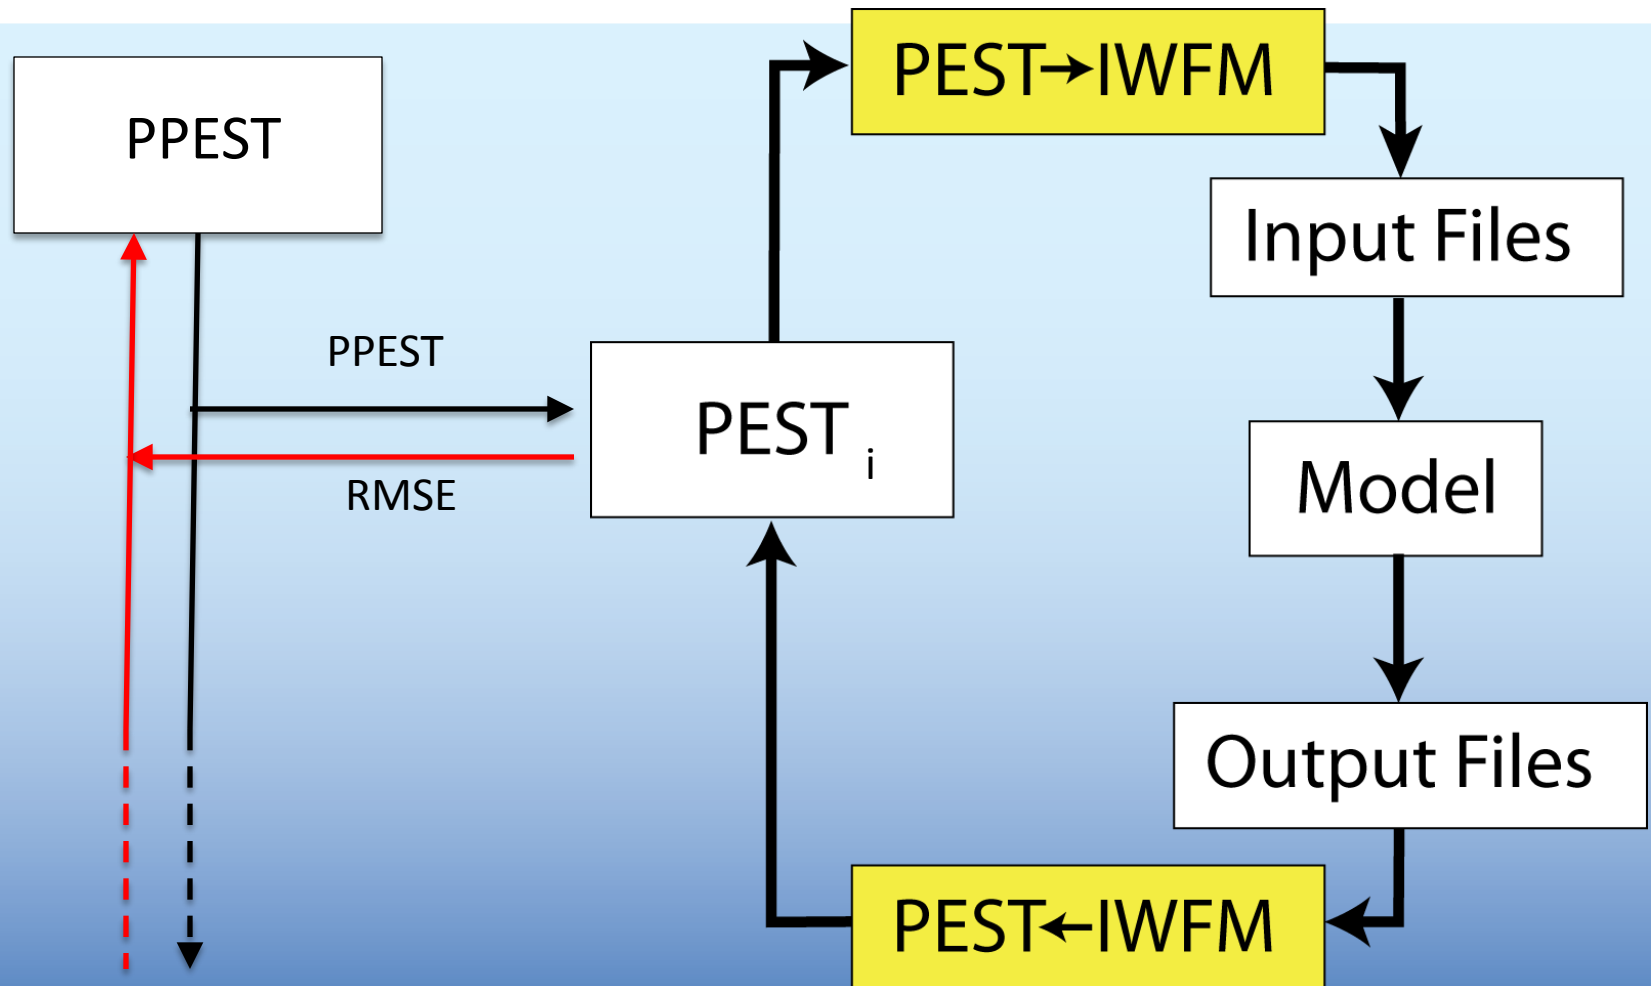 PEST→IWFM
PPEST
Input Files
PPEST
PEST i
Model
RMSE
Output Files
PEST←IWFM